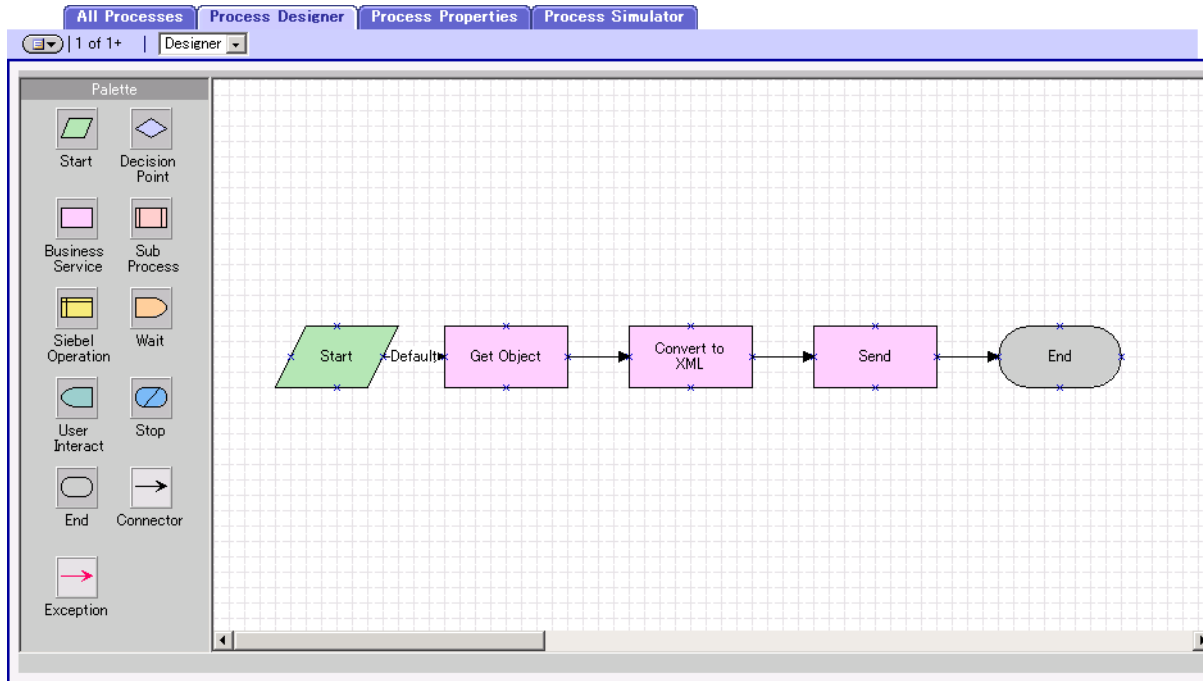 All Processes Process Designer Process Properties Process Simulator
1 of 1+ Designer
Palette
Start Decision
Point
Business Sub
Service Process
Siebel Wait
Operation
User Stop
Interact
End Connector
Exception
Start Default Get Object Convert to
XML Send End